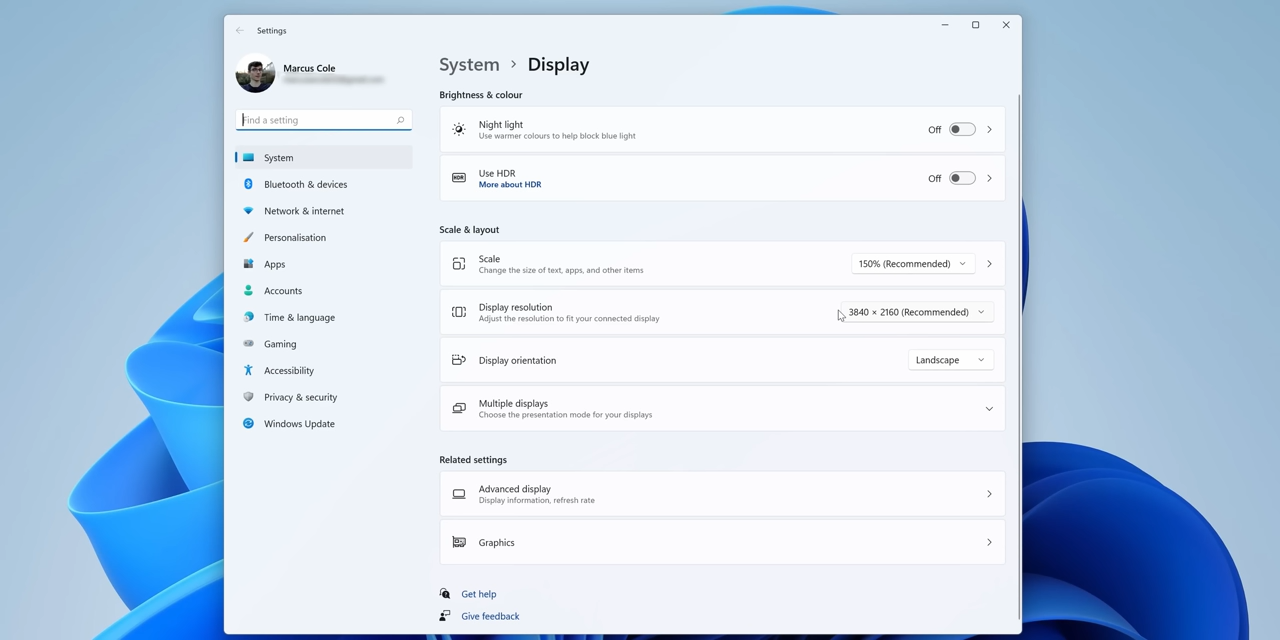 Settings
Marcus Cole
Find a setting
System
Bluetooth & devices
Network & internet
Personalisation
Apps
Accounts
Time & language
Gaming
Accessibility
Privacy & security
Windows Update
System › Display
Brightness & colour
Night light
Use warmer colours to help block blue light
Off
HDR
Use HDR
More about HDR
Off
Scale & layout
Scale
Change the size of text, apps, and other items
150% (Recommended)
Display resolution
Adjust the resolution to fit your connected display
3840 × 2160 (Recommended)
Display orientation
Landscape
Multiple displays
Choose the presentation mode for your displays
Related settings
Advanced display
Display information, refresh rate
Graphics
Get help
Give feedback